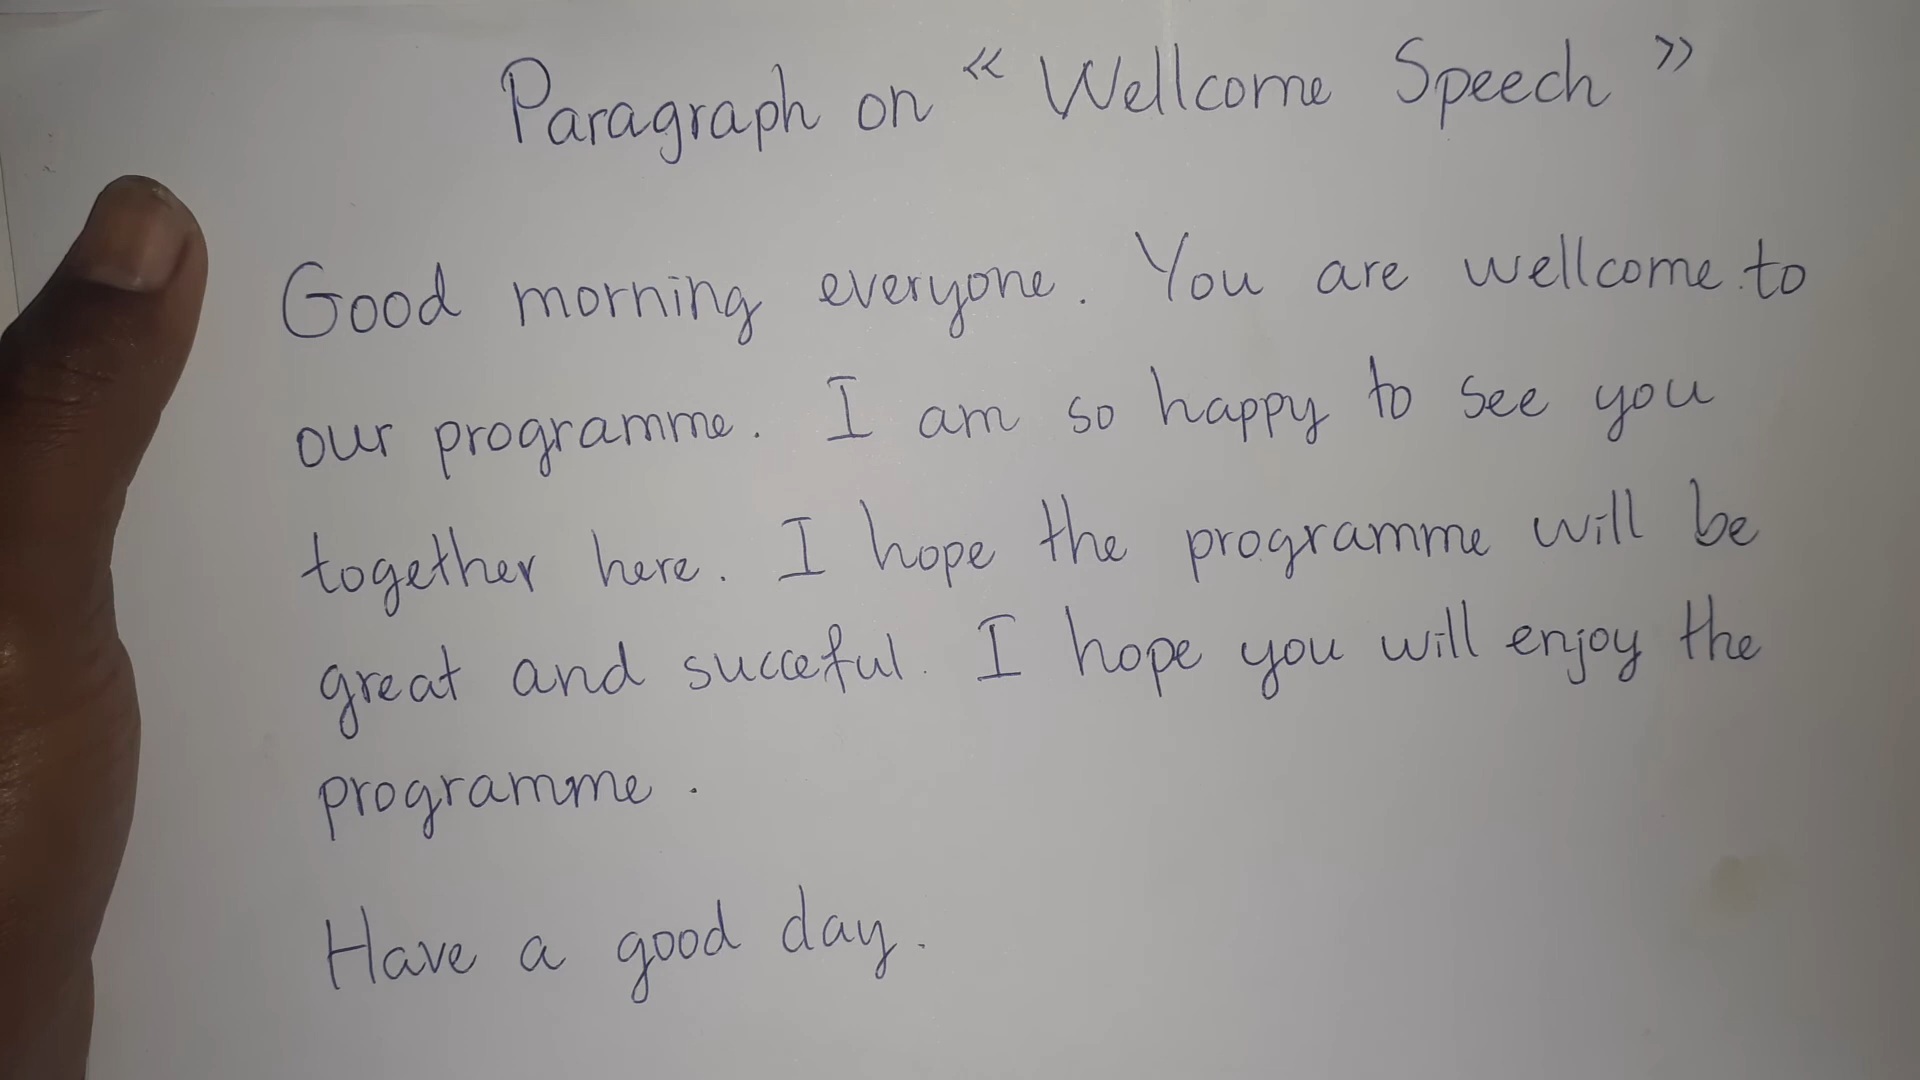 Paragraph on « Wellcome Speech »
Good morning everyone. You are wellcome to
our programme. I am so happy to see you
together here. I hope the programme will be
great and succeful. I hope you will enjoy the
programme.
Have a good day.